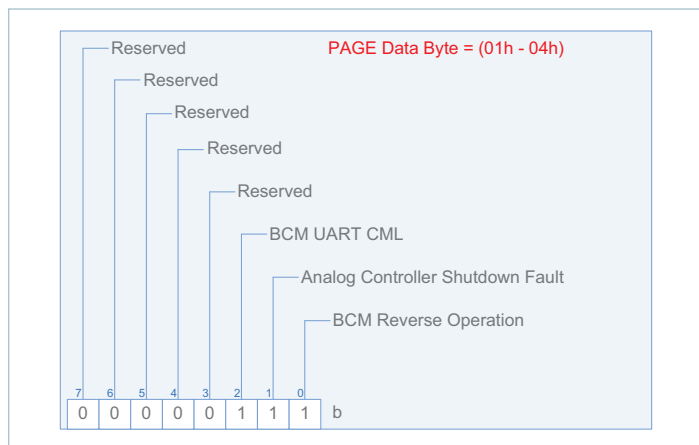 Reserved PAGE Data Byte = (01h - 04h)
Reserved
Reserved
Reserved
Reserved
BCM UART CML
Analog Controller Shutdown Fault
BCM Reverse Operation
7 6 5 4 3 2 1 0
0 0 0 0 0 1 1 1 b